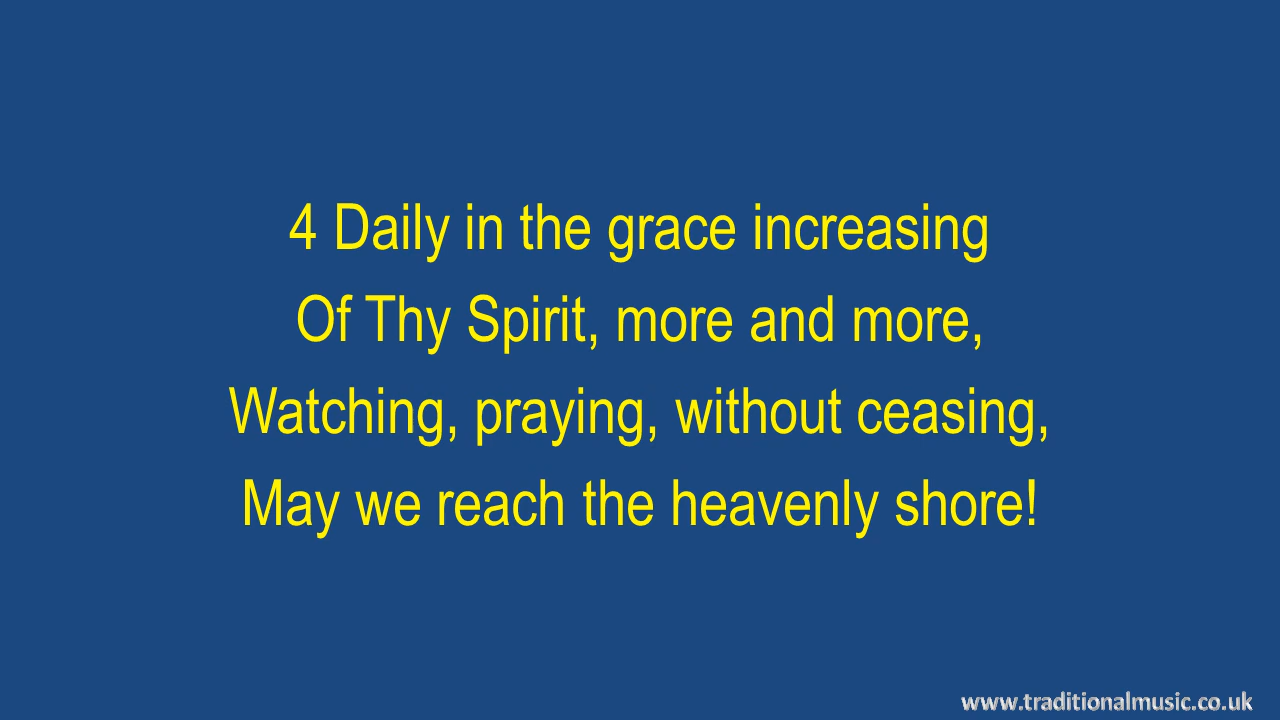 4 Daily in the grace increasing
Of Thy Spirit, more and more,
Watching, praying, without ceasing,
May we reach the heavenly shore!
www.traditionalmusic.co.uk